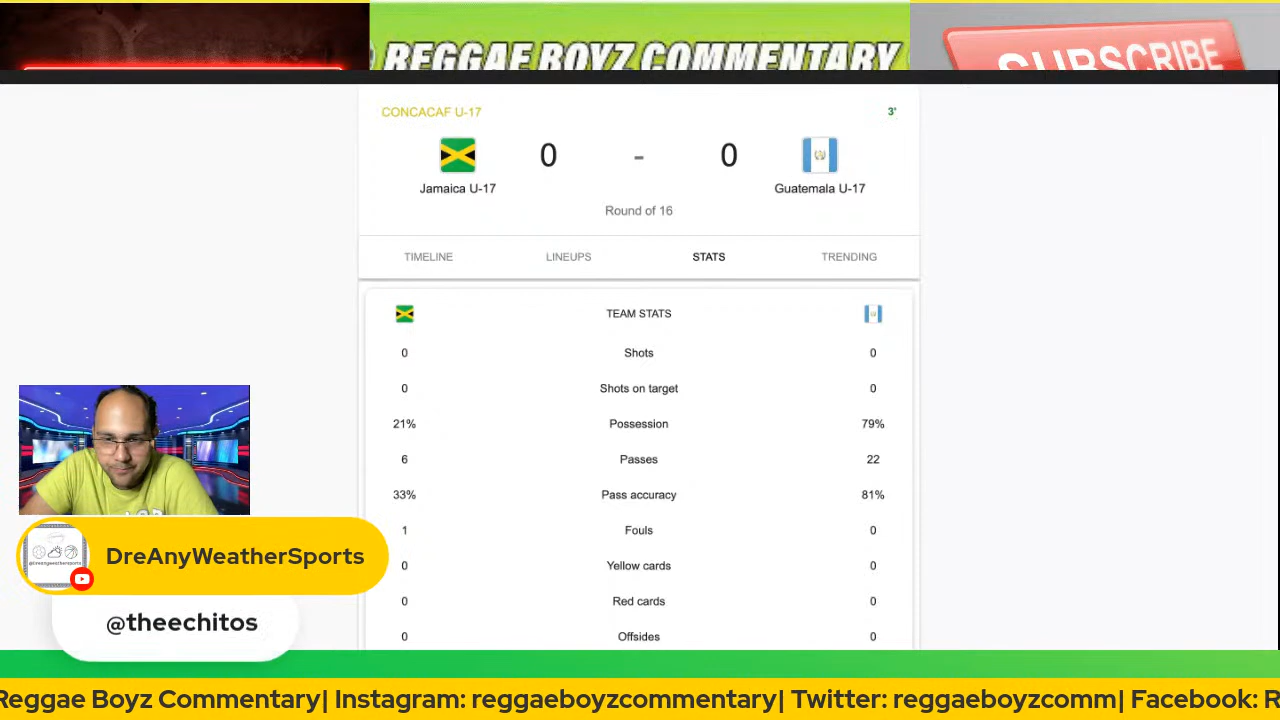 REGGAE BOYZ COMMENTARY
SUBSCRIBE
CONCACAF U-17
3'
0 - 0
Jamaica U-17 Guatemala U-17
Round of 16
TIMELINE LINEUPS STATS TRENDING
TEAM STATS
0 Shots 0
0 Shots on target 0
21% Possession 79%
6 Passes 22
33% Pass accuracy 81%
1 Fouls 0
0 Yellow cards 0
0 Red cards 0
0 Offsides 0
DreAnyWeatherSports
@theechitos
Reggae Boyz Commentary| Instagram: reggaeboyzcommentary| Twitter: reggaeboyzcomm| Facebook: R